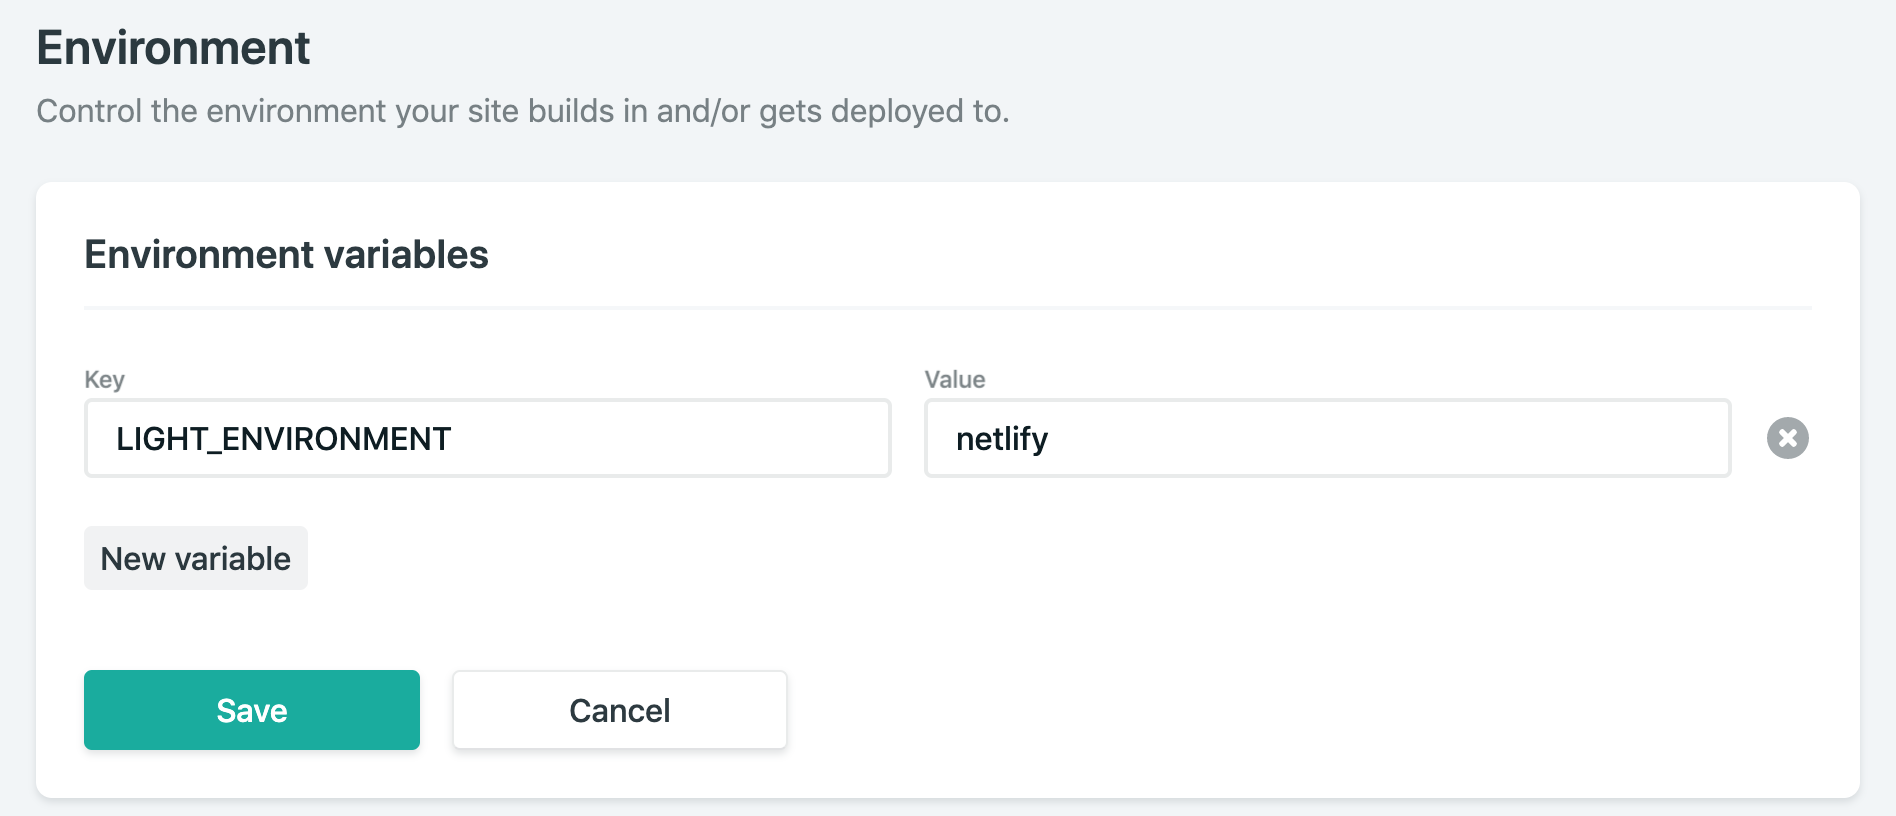 Environment
Control the environment your site builds in and/or gets deployed to.
Environment variables
Key Value
LIGHT_ENVIRONMENT netlify
New variable
Save Cancel